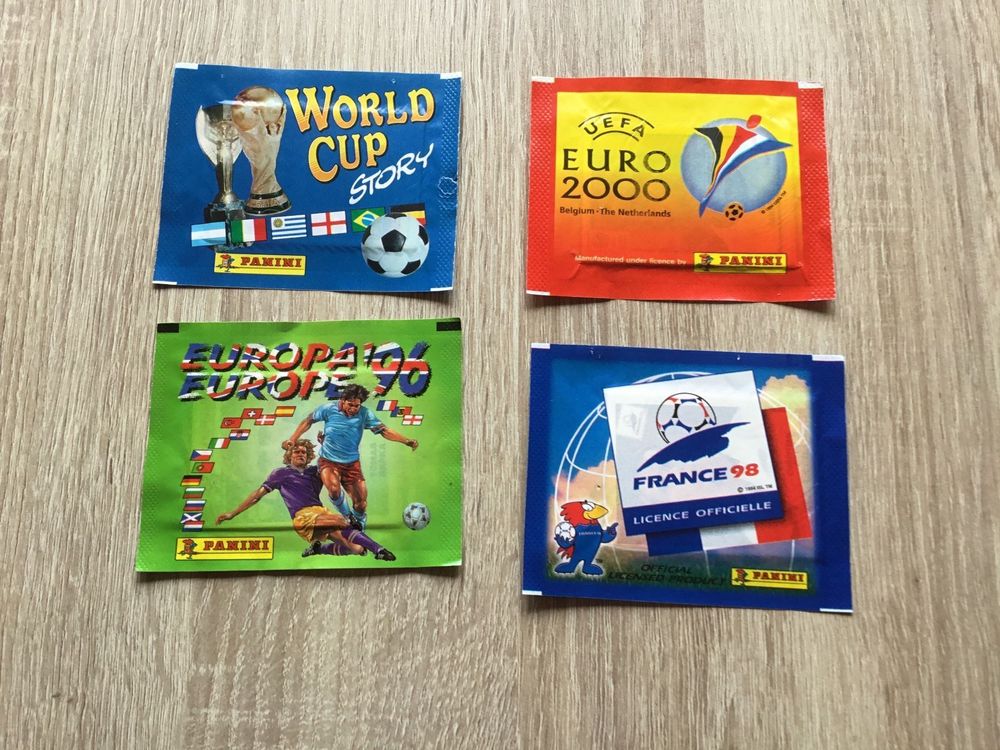 WORLD
CUP
STORY
PANINI
UEFA
EURO
2000
Belgium · The Netherlands
Manufactured under licence by PANINI
EUROPA '96
EUROPE
PANINI
FRANCE 98
LICENCE OFFICIELLE
OFFICIAL
LICENSED PRODUCT PANINI